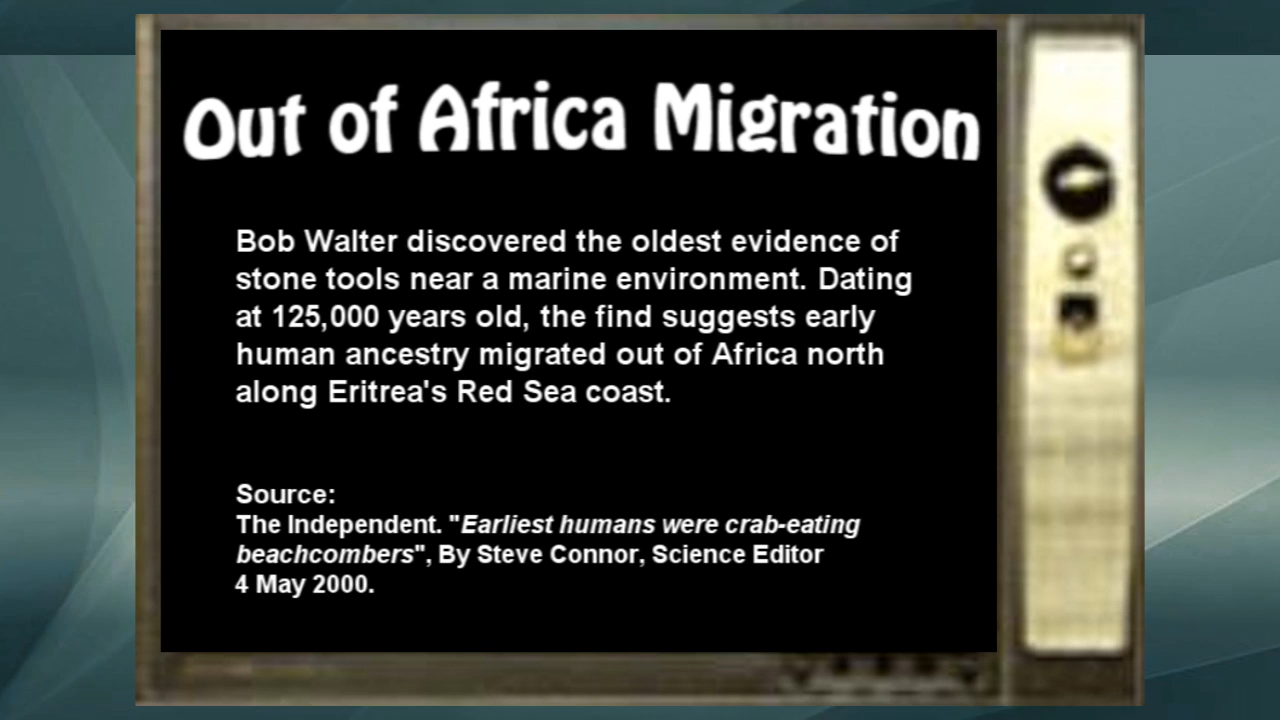 Out of Africa Migration
Bob Walter discovered the oldest evidence of
stone tools near a marine environment. Dating
at 125,000 years old, the find suggests early
human ancestry migrated out of Africa north
along Eritrea's Red Sea coast.
Source:
The Independent. "Earliest humans were crab-eating
beachcombers", By Steve Connor, Science Editor
4 May 2000.